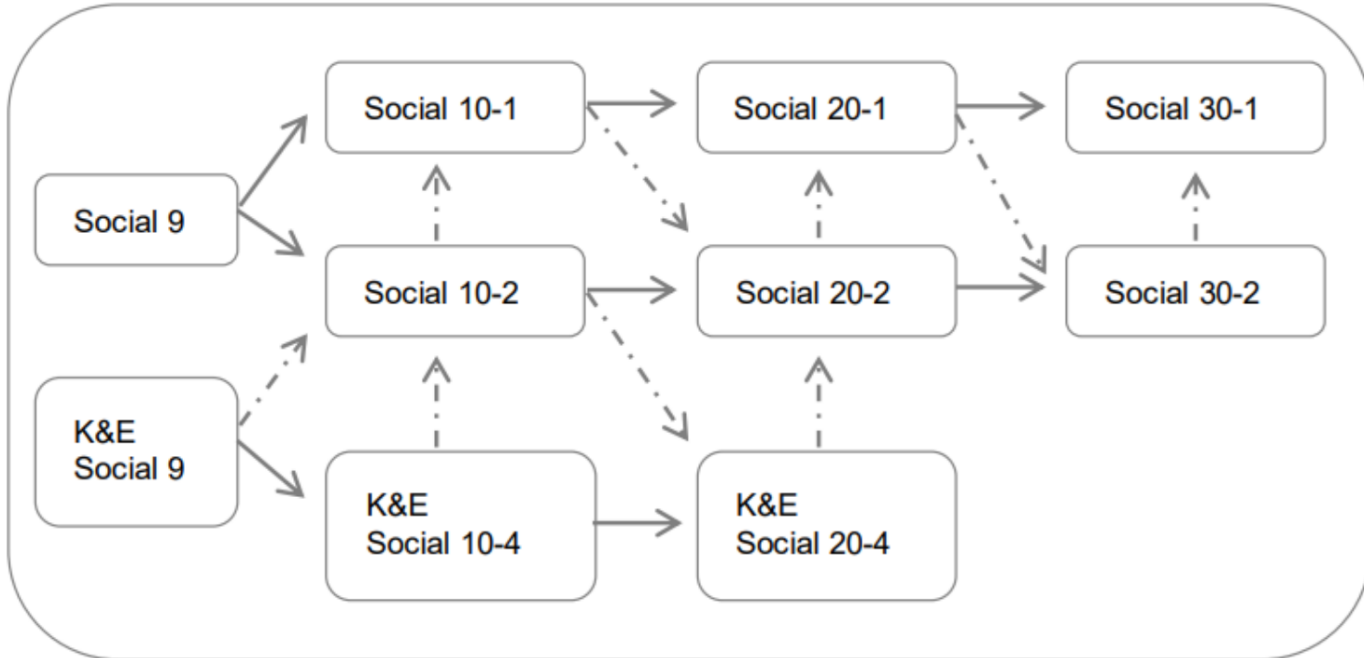 Social 10-1
Social 20-1
Social 30-1
Social 9
Social 10-2
Social 20-2
Social 30-2
K&E
Social 9
K&E
Social 10-4
K&E
Social 20-4